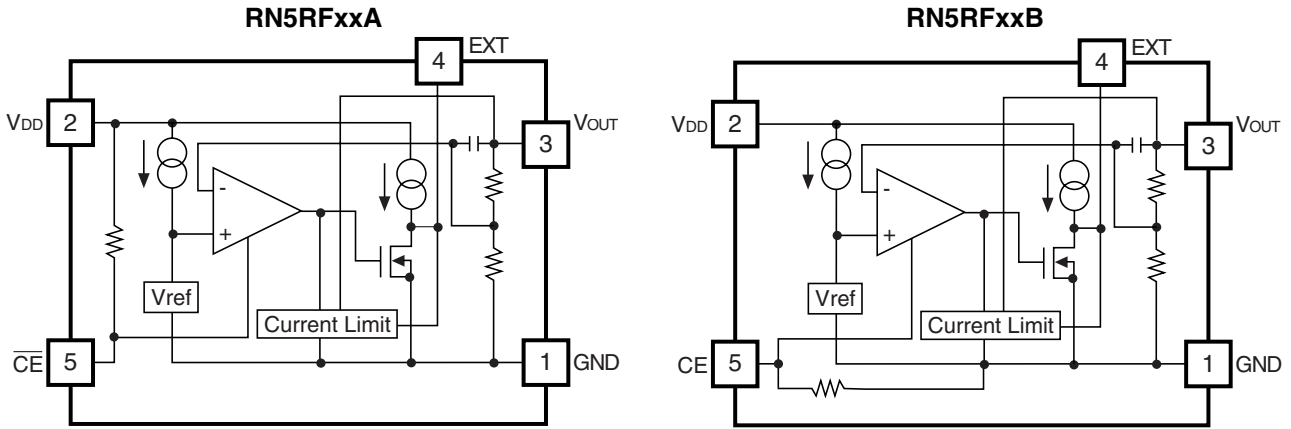 RN5RFxxA
4
EXT
VDD
2
3
VOUT
-
+
Vref
Current Limit
CE
5
1
GND
RN5RFxxB
4
EXT
VDD
2
3
VOUT
-
+
Vref
Current Limit
CE
5
1
GND